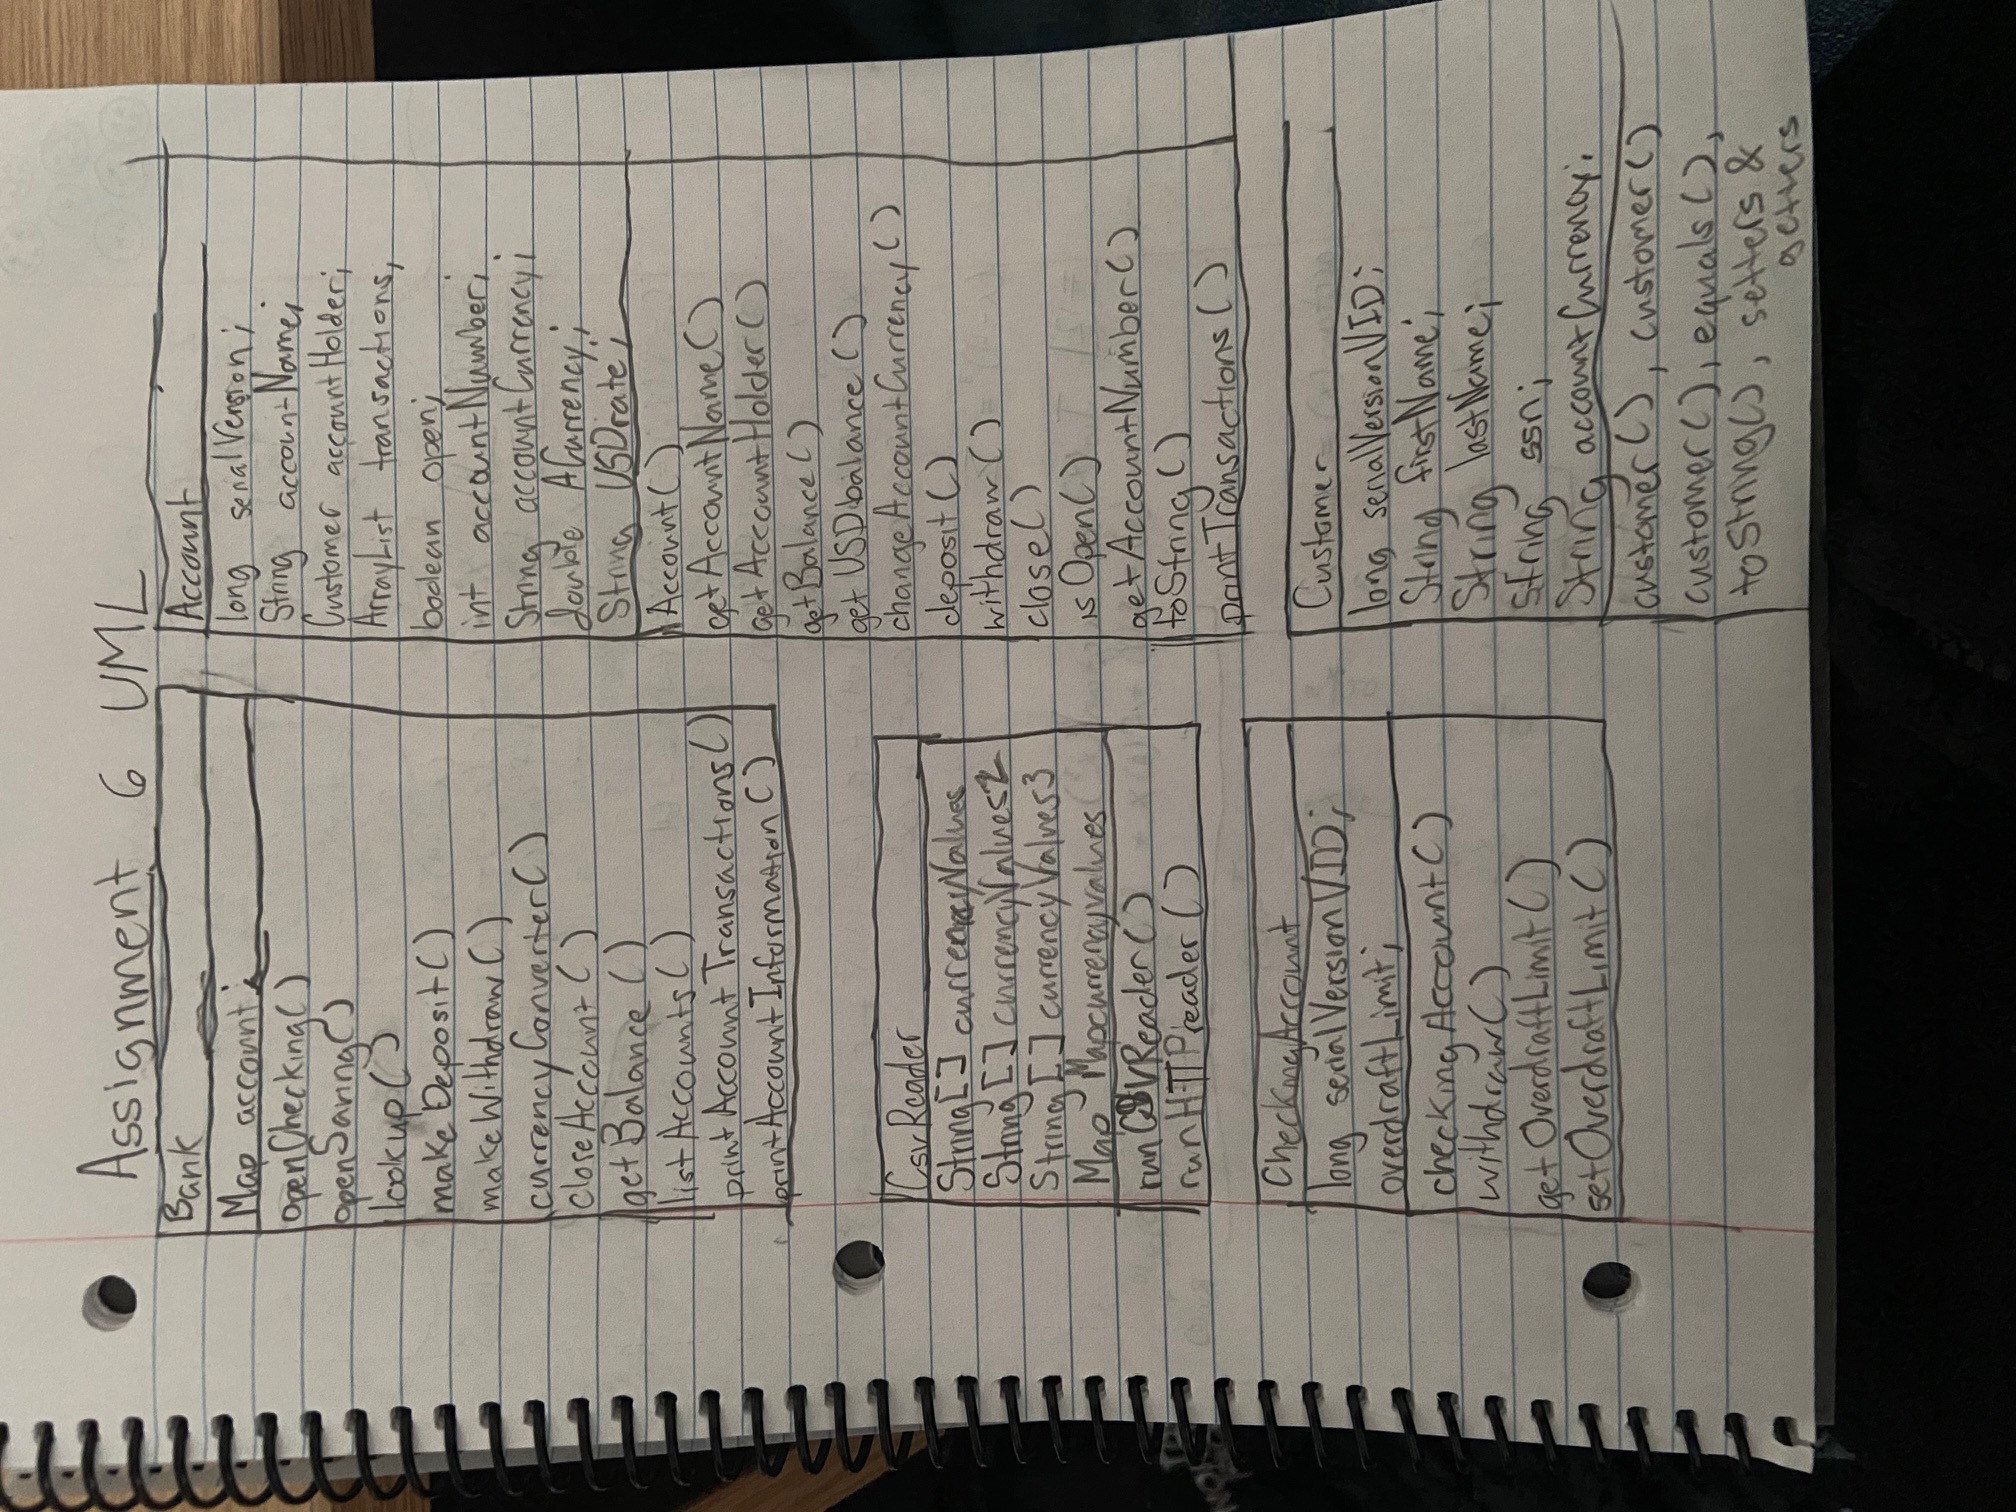 Assignment 6 UML
Bank
Map account;
openChecking()
openSaving()
lookup()
makeDeposit()
makeWithdraw()
currencyConverter()
closeAccount()
getBalance()
listAccounts()
printAccountTransactions()
printAccountInformation()
CsvReader
String[] currencyValues
String[] currencyValues2
String[] currencyValues3
Map Mapcurrencyvalues
runCSVReader()
runHTTPreader()
CheckingAccount
long serialVersionVID;
overdraftLimit;
checkingAccount()
withdraw()
getOverdraftLimit()
setOverdraftLimit()
Account
long serialVersion;
String accountName;
Customer accountHolder;
ArrayList transactions;
boolean open;
int accountNumber;
String accountCurrency;
double ACurrency;
String USDrate;
Account()
getAccountName()
getAccountHolder()
getBalance()
getUSDbalance()
changeAccountCurrency()
deposit()
withdraw()
close()
isOpen()
getAccountNumber()
toString()
printTransactions()
Customer
long serialVersionVID;
String firstName;
String lastName;
String ssn;
String accountCurrency;
customer(), customer()
customer(), equals(),
toString(), setters &
getters